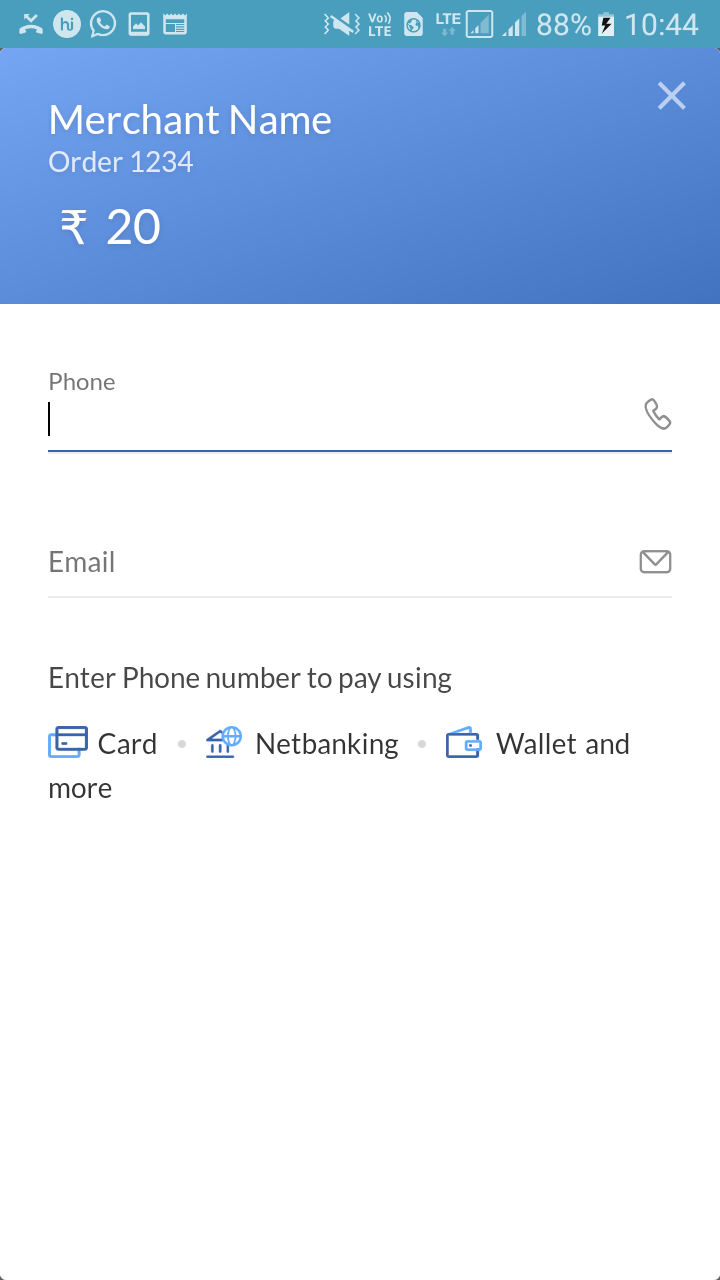 hi Vo)) LTE LTE 88% 10:44
Merchant Name
Order 1234
₹ 20
Phone
Email
Enter Phone number to pay using
Card • Netbanking • Wallet and
more